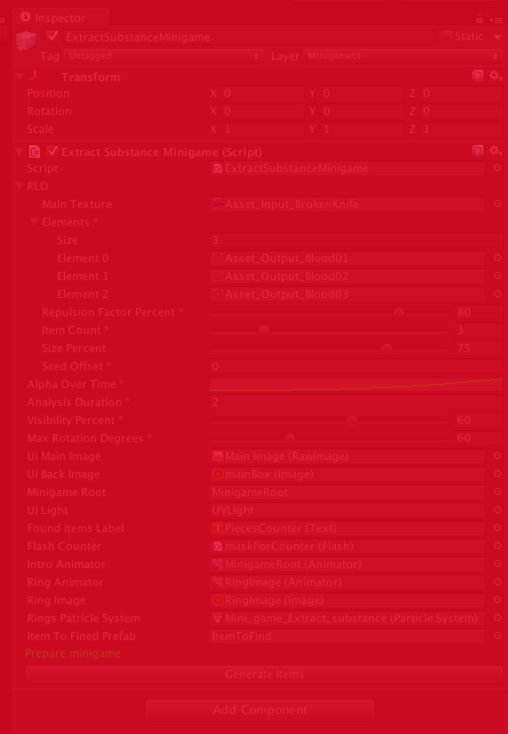 Inspector
ExtractSubstanceMinigame Static
Tag Untagged Layer MinigameUI
Transform
Position X 0 Y 0 Z 0
Rotation X 0 Y 0 Z 0
Scale X 1 Y 1 Z 1
Extract Substance Minigame (Script)
Script ExtractSubstanceMinigame
RLD
Main Texture Asset_Input_BrokenKnife
Elements *
Size 3
Element 0 Asset_Output_Blood01
Element 1 Asset_Output_Blood02
Element 2 Asset_Output_Blood03
Repulsion Factor Percent * 80
Item Count * 3
Size Percent 75
Seed Offset * 0
Alpha Over Time *
Analysis Duration * 2
Visibility Percent * 60
Max Rotation Degrees * 60
Ui Main Image Main Image (RawImage)
Ui Back Image mainBox (Image)
Minigame Root MinigameRoot
Ui Light UVLight
Found Items Label PiecesCounter (Text)
Flash Counter maskForCounter (Flash)
Intro Animator MinigameRoot (Animator)
Ring Animator RingImage (Animator)
Ring Image RingImage (Image)
Rings Patricle System Mini_game_Extract_substance (Particle System)
Item To Fined Prefab ItemToFind
Prepare minigame
Generate items
Add Component